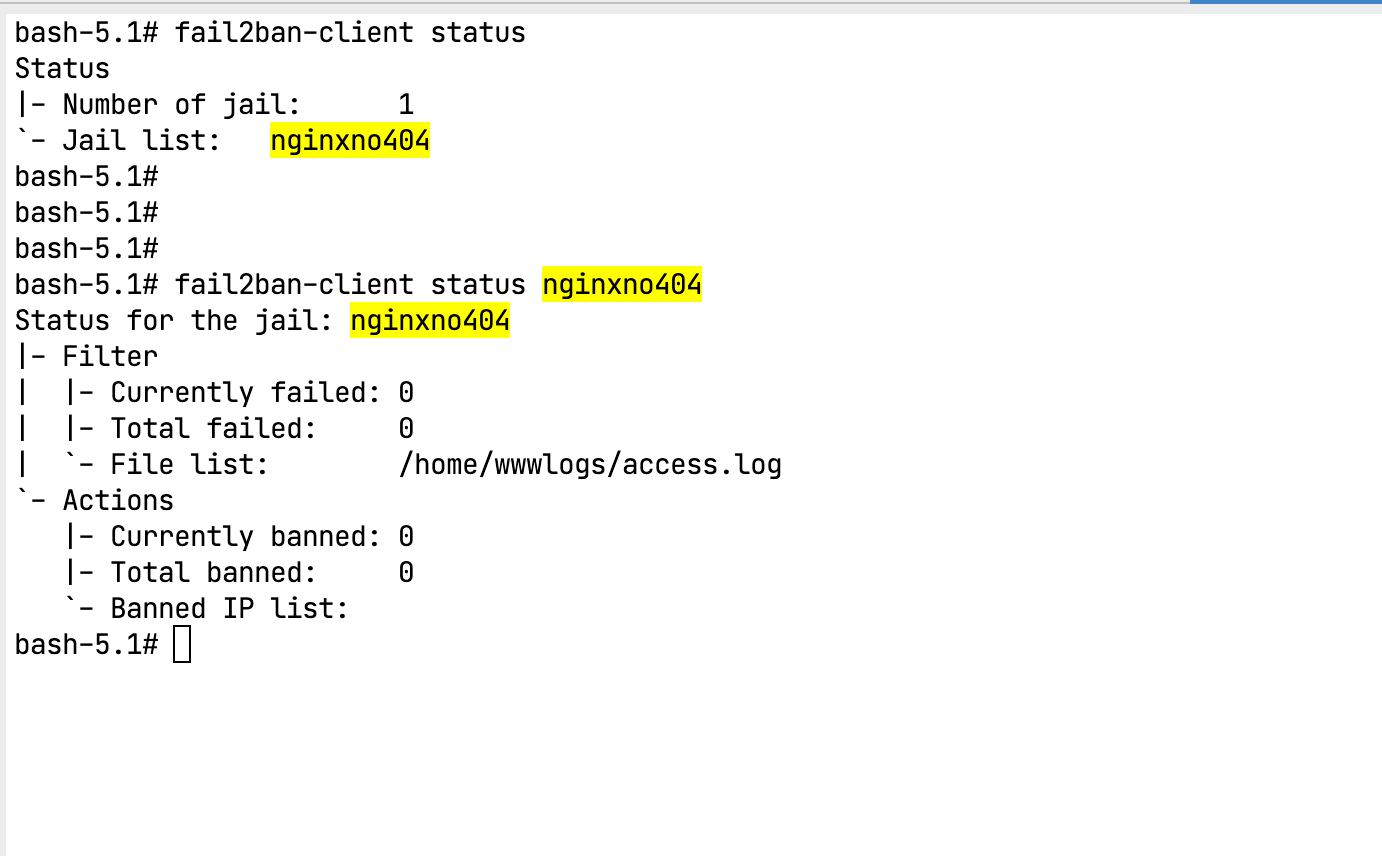 bash-5.1# fail2ban-client status
Status
|- Number of jail:      1
`- Jail list:   nginxno404
bash-5.1#
bash-5.1#
bash-5.1#
bash-5.1# fail2ban-client status nginxno404
Status for the jail: nginxno404
|- Filter
|  |- Currently failed: 0
|  |- Total failed:     0
|  `- File list:        /home/wwwlogs/access.log
`- Actions
   |- Currently banned: 0
   |- Total banned:     0
   `- Banned IP list:
bash-5.1#